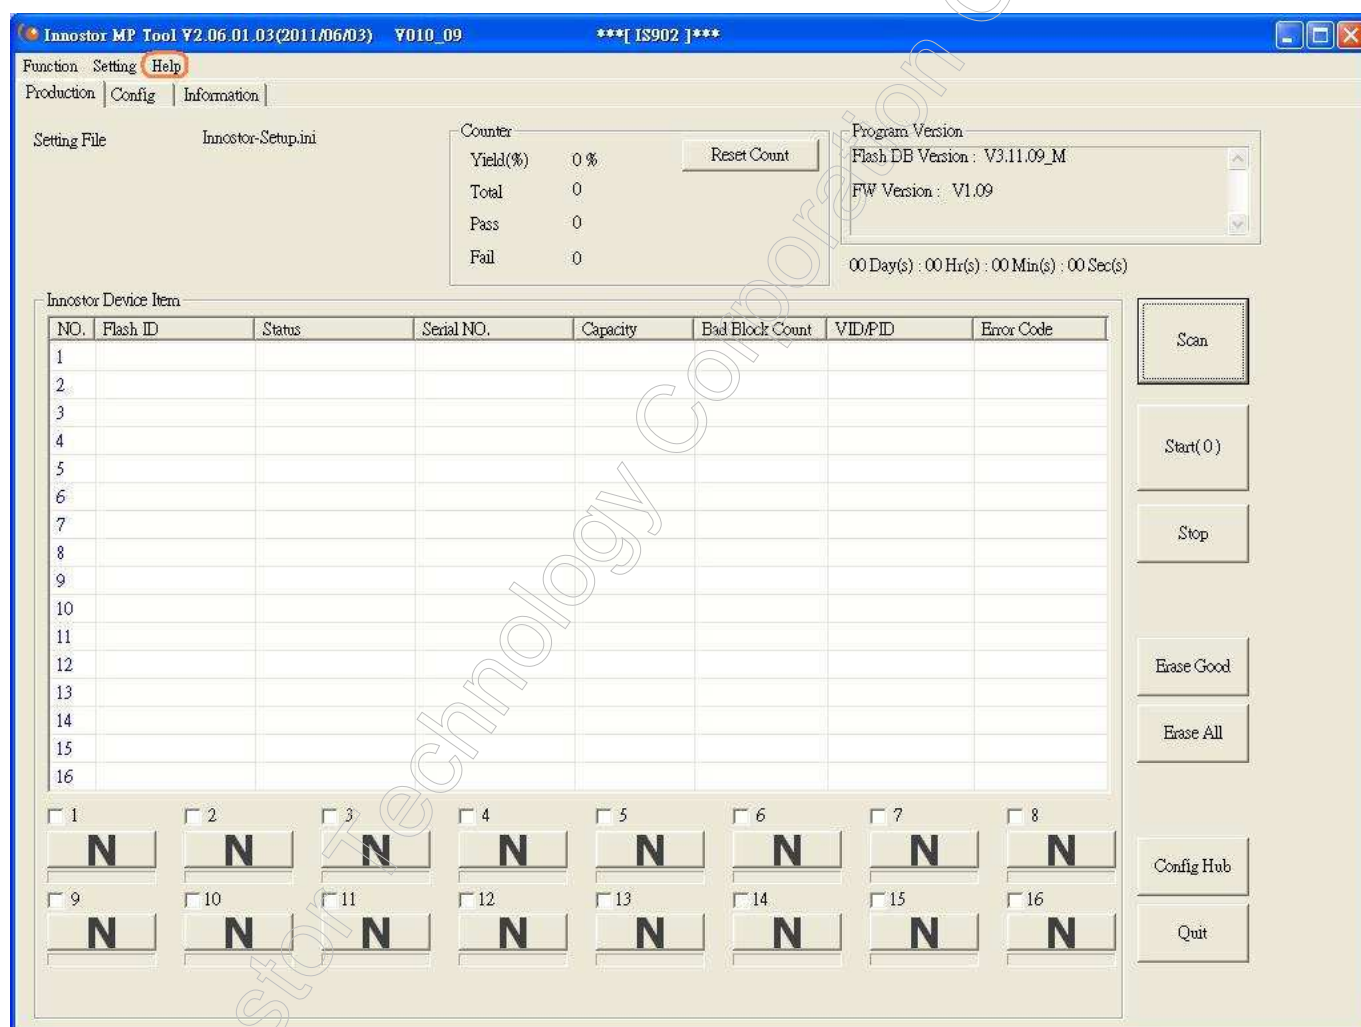 Innostor MP Tool V2.06.01.03(2011/06/03) V010_09 ***[ IS902 ]***
Function Setting Help
Production Config Information
Setting File Innostor-Setup.ini
Counter
Yield(%) 0 %
Reset Count
Total 0
Pass 0
Fail 0
Program Version
Flash DB Version : V3.11.09_M
FW Version : V1.09
00 Day(s) : 00 Hr(s) : 00 Min(s) : 00 Sec(s)
Innostor Device Item
NO. Flash ID Status Serial NO. Capacity Bad Block Count VID/PID Error Code
1
2
3
4
5
6
7
8
9
10
11
12
13
14
15
16
Scan
Start( 0 )
Stop
Erase Good
Erase All
1 2 3 4 5 6 7 8
N N N N N N N N
9 10 11 12 13 14 15 16
N N N N N N N N
Config Hub
Quit
stor Technology Corporation